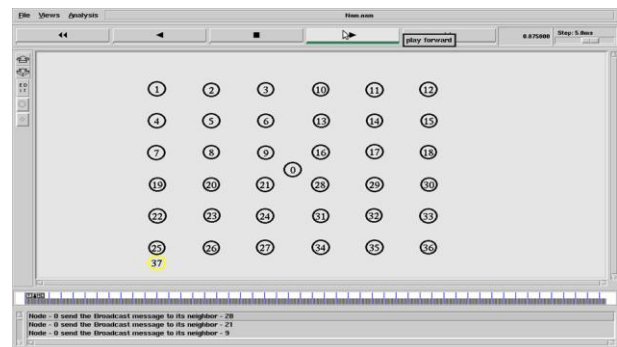 File Views Analysis
Nam.nam
play forward
0.075000
Step: 5.0ms
1 2 3 10 11 12
4 5 6 13 14 15
7 8 9 16 17 18
0
19 20 21 28 29 30
22 23 24 31 32 33
25 26 27 34 35 36
37
Node - 0 send the Broadcast message to its neighbor - 28
Node - 0 send the Broadcast message to its neighbor - 21
Node - 0 send the Broadcast message to its neighbor - 9